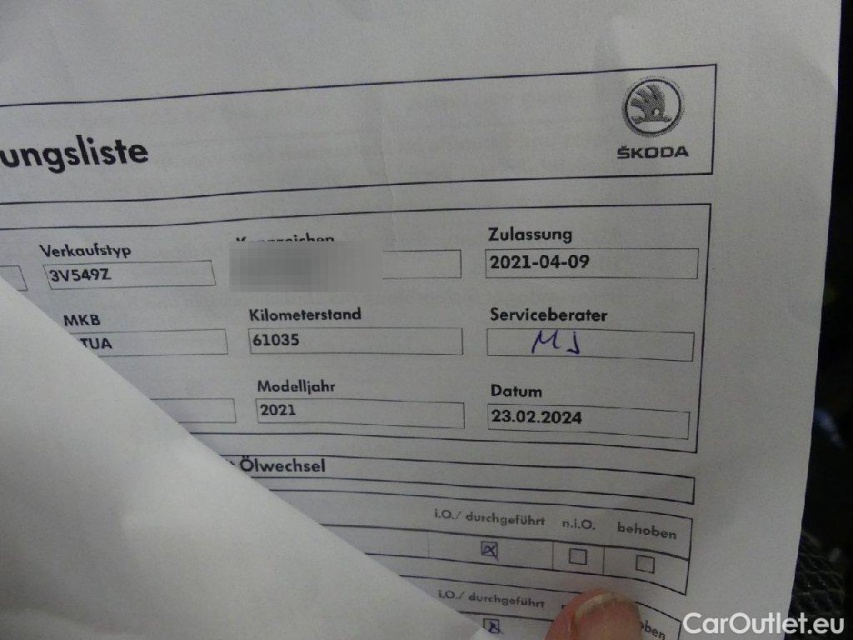 ungsliste
ŠKODA
Verkaufstyp
3V549Z
Zulassung
2021-04-09
MKB
TUA
Kilometerstand
61035
Serviceberater
MJ
Modelljahr
2021
Datum
23.02.2024
Ölwechsel
i.O./ durchgeführt n.i.O. behoben
i.O./ durchgeführt
oben
CarOutlet.eu